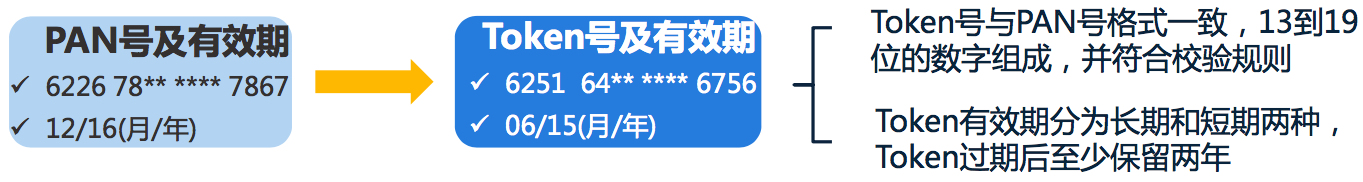 PAN号及有效期
✓ 6226 78** **** 7867
✓ 12/16(月/年)
Token号及有效期
✓ 6251 64** **** 6756
✓ 06/15(月/年)
Token号与PAN号格式一致，13到19
位的数字组成，并符合校验规则
Token有效期分为长期和短期两种，
Token过期后至少保留两年